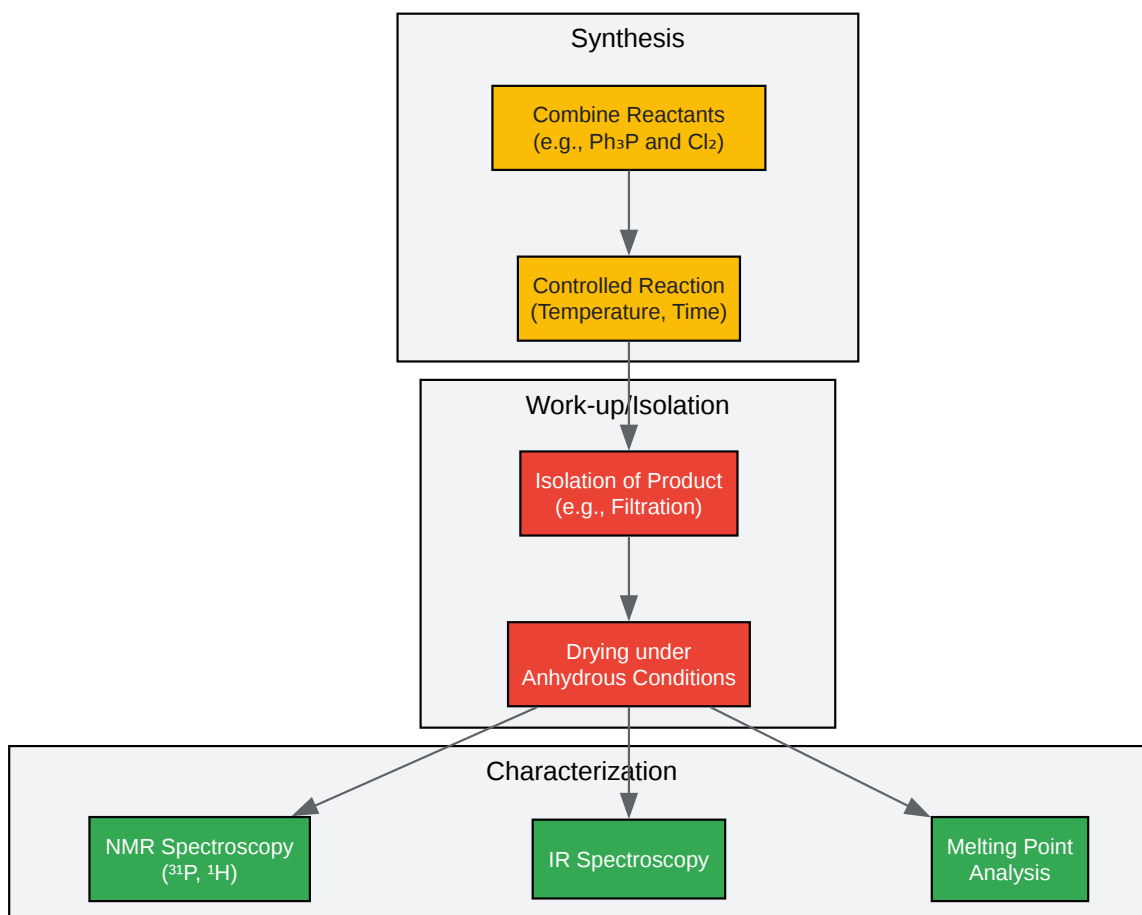 Synthesis
Combine Reactants
(e.g., Ph₃P and Cl₂)
Controlled Reaction
(Temperature, Time)
Work-up/Isolation
Isolation of Product
(e.g., Filtration)
Drying under
Anhydrous Conditions
Characterization
NMR Spectroscopy
(³¹P, ¹H)
IR Spectroscopy
Melting Point
Analysis